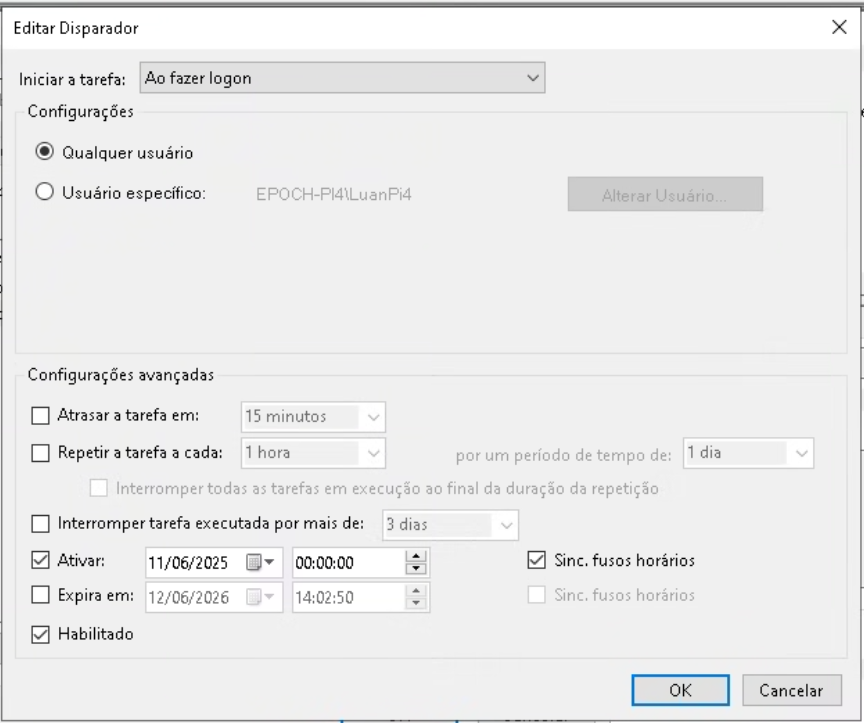 Editar Disparador
Iniciar a tarefa: Ao fazer logon
Configurações
Qualquer usuário
Usuário específico: EPOCH-PI4\LuanPi4 Alterar Usuário...
Configurações avançadas
Atrasar a tarefa em: 15 minutos
Repetir a tarefa a cada: 1 hora por um período de tempo de: 1 dia
Interromper todas as tarefas em execução ao final da duração da repetição
Interromper tarefa executada por mais de: 3 dias
Ativar: 11/06/2025 00:00:00 Sinc. fusos horários
Expira em: 12/06/2026 14:02:50 Sinc. fusos horários
Habilitado
OK Cancelar